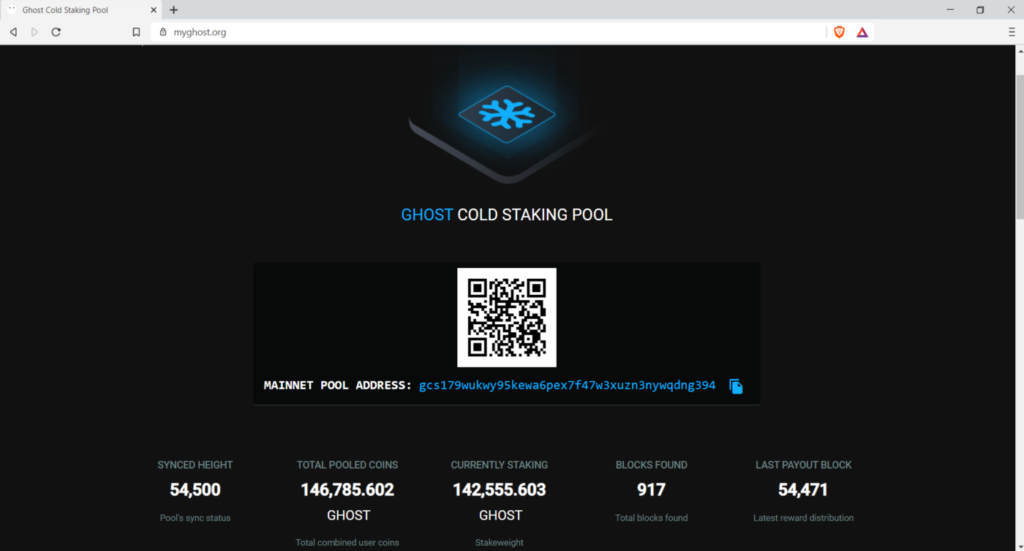 Ghost Cold Staking Pool
myghost.org
GHOST COLD STAKING POOL
MAINNET POOL ADDRESS: gcs179wukwy95kewa6pex7f47w3xuzn3nywqdng394
SYNCED HEIGHT
54,500
Pool's sync status
TOTAL POOLED COINS
146,785.602
GHOST
Total combined user coins
CURRENTLY STAKING
142,555.603
GHOST
Stakeweight
BLOCKS FOUND
917
Total blocks found
LAST PAYOUT BLOCK
54,471
Latest reward distribution